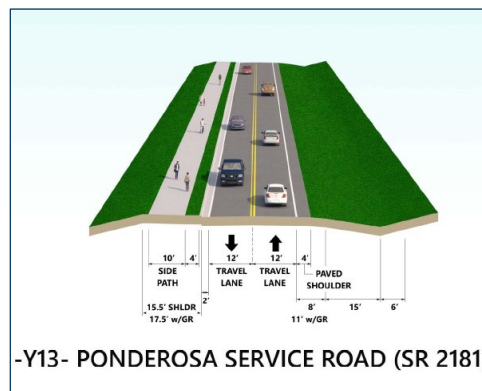 10' 4' 12' 12' 4'
SIDE PATH TRAVEL LANE TRAVEL LANE PAVED SHOULDER
2'
15.5' SHLDR 8' 15' 6'
17.5' w/GR 11' w/GR
-Y13- PONDEROSA SERVICE ROAD (SR 2181